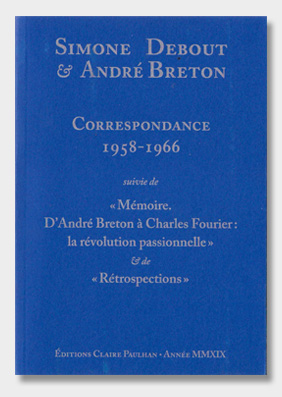 Simone Debout
& André Breton
Correspondance
1958-1966
suivie de
« Mémoire.
D'André Breton à Charles Fourier :
la révolution passionnelle »
& de
« Rétrospections »
Éditions Claire Paulhan • Année MMXIX